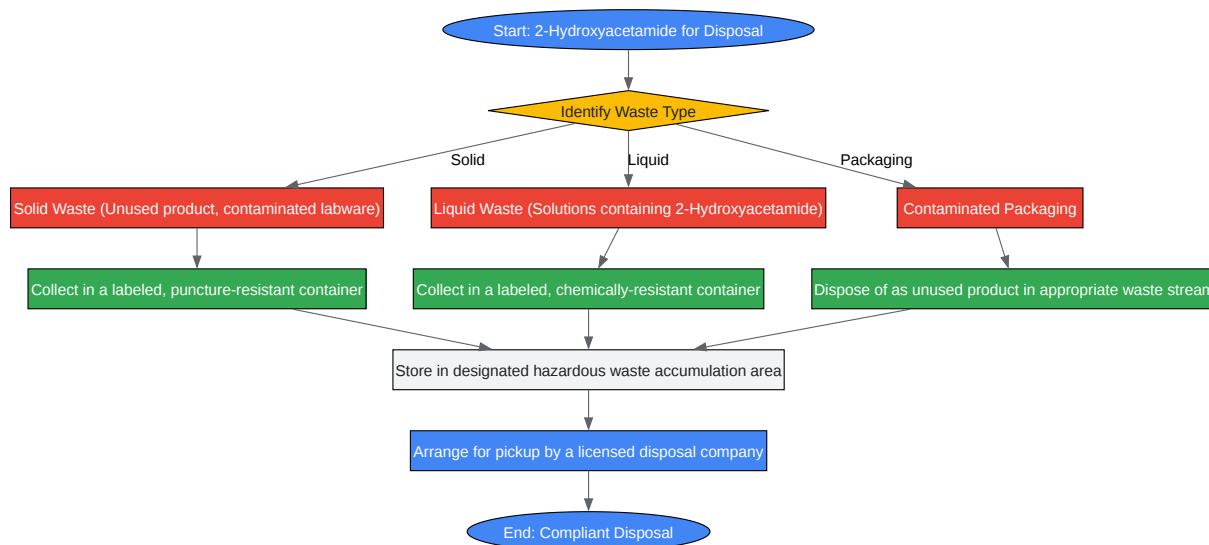 Start: 2-Hydroxyacetamide for Disposal
Identify Waste Type
Solid
Liquid
Packaging
Solid Waste (Unused product, contaminated labware)
Liquid Waste (Solutions containing 2-Hydroxyacetamide)
Contaminated Packaging
Collect in a labeled, puncture-resistant container
Collect in a labeled, chemically-resistant container
Dispose of as unused product in appropriate waste stream
Store in designated hazardous waste accumulation area
Arrange for pickup by a licensed disposal company
End: Compliant Disposal